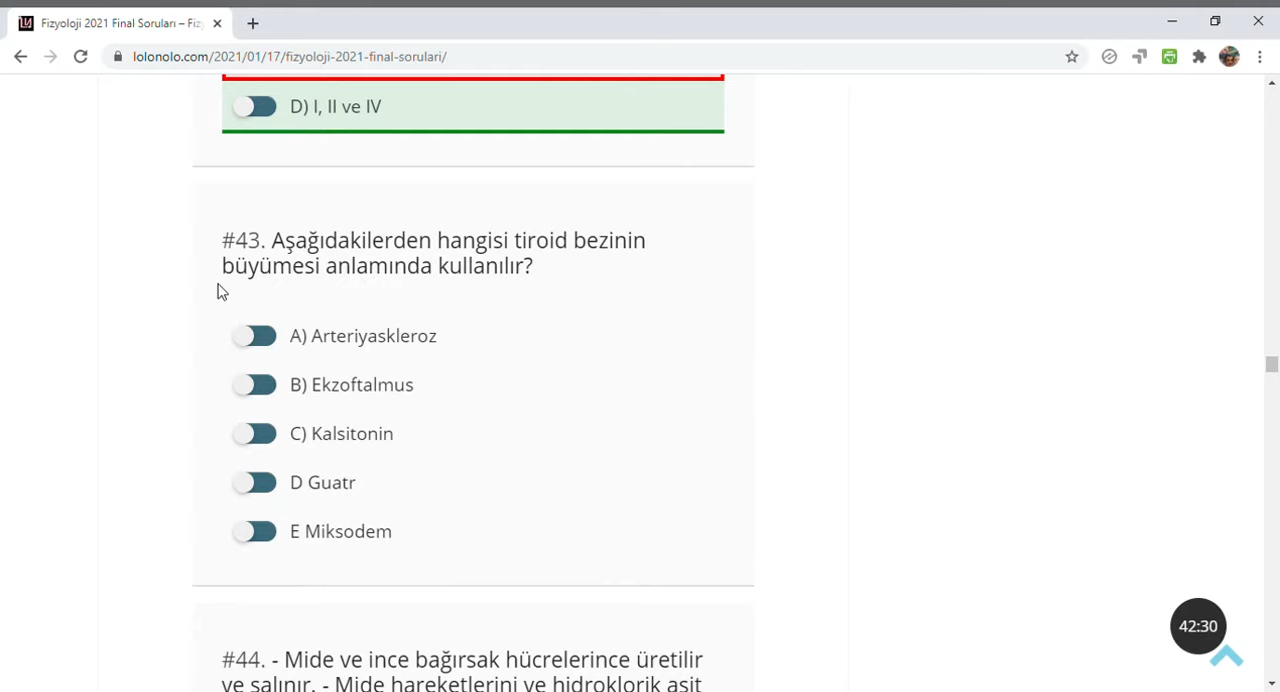 Fizyoloji 2021 Final Soruları – Fiz
lolonolo.com/2021/01/17/fizyoloji-2021-final-sorulari/
D) I, II ve IV
#43. Aşağıdakilerden hangisi tiroid bezinin
büyümesi anlamında kullanılır?
A) Arteriyaskleroz
B) Ekzoftalmus
C) Kalsitonin
D Guatr
E Miksodem
42:30
#44. - Mide ve ince bağırsak hücrelerince üretilir
ve salınır. - Mide hareketlerini ve hidroklorik asit